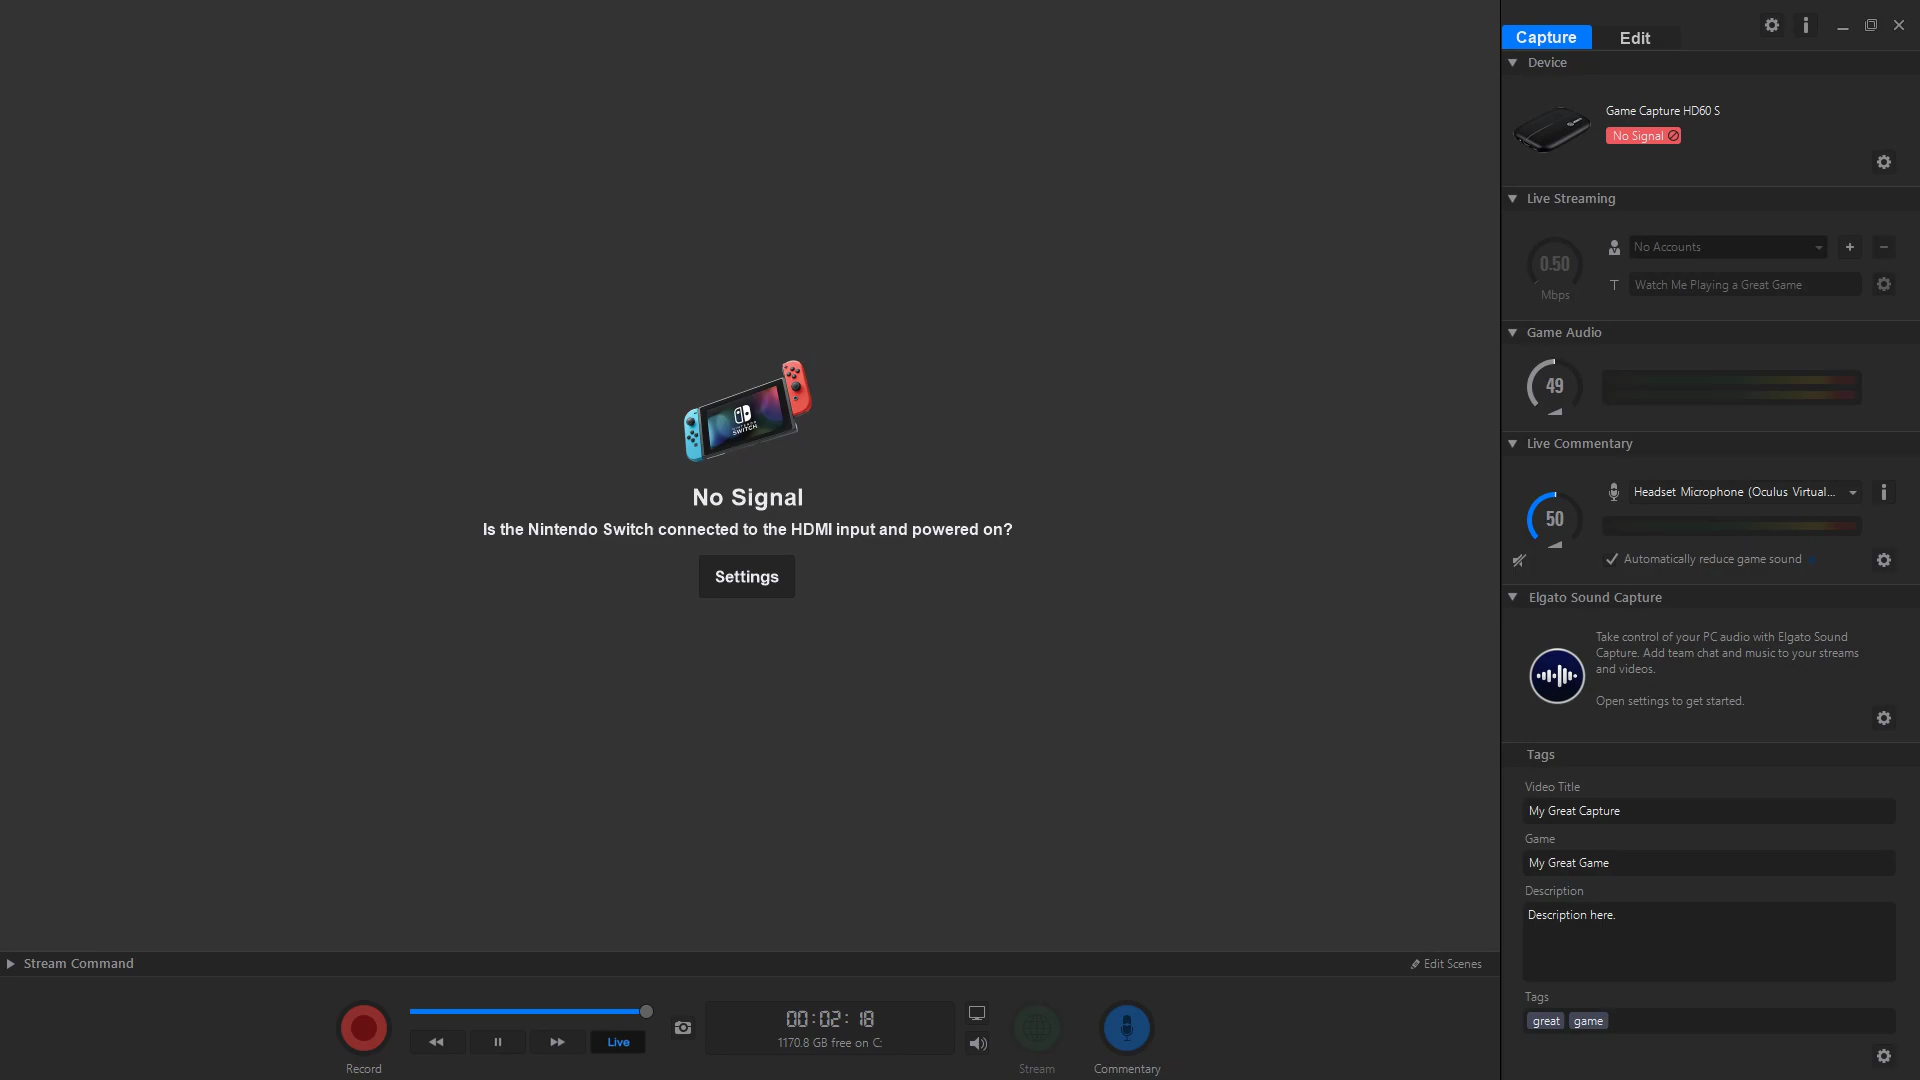 Capture
Edit
Device
Game Capture HD60 S
No Signal
Live Streaming
0.50
Mbps
No Accounts
T
Watch Me Playing a Great Game
Game Audio
49
Live Commentary
50
Headset Microphone (Oculus Virtual...
Automatically reduce game sound
Elgato Sound Capture
Take control of your PC audio with Elgato Sound
Capture. Add team chat and music to your streams
and videos.
Open settings to get started.
Tags
Video Title
My Great Capture
Game
My Great Game
Description
Description here.
Tags
great game
SWITCH
No Signal
Is the Nintendo Switch connected to the HDMI input and powered on?
Settings
Stream Command
Edit Scenes
Record
Live
00:02:18
1170.8 GB free on C:
Stream
Commentary